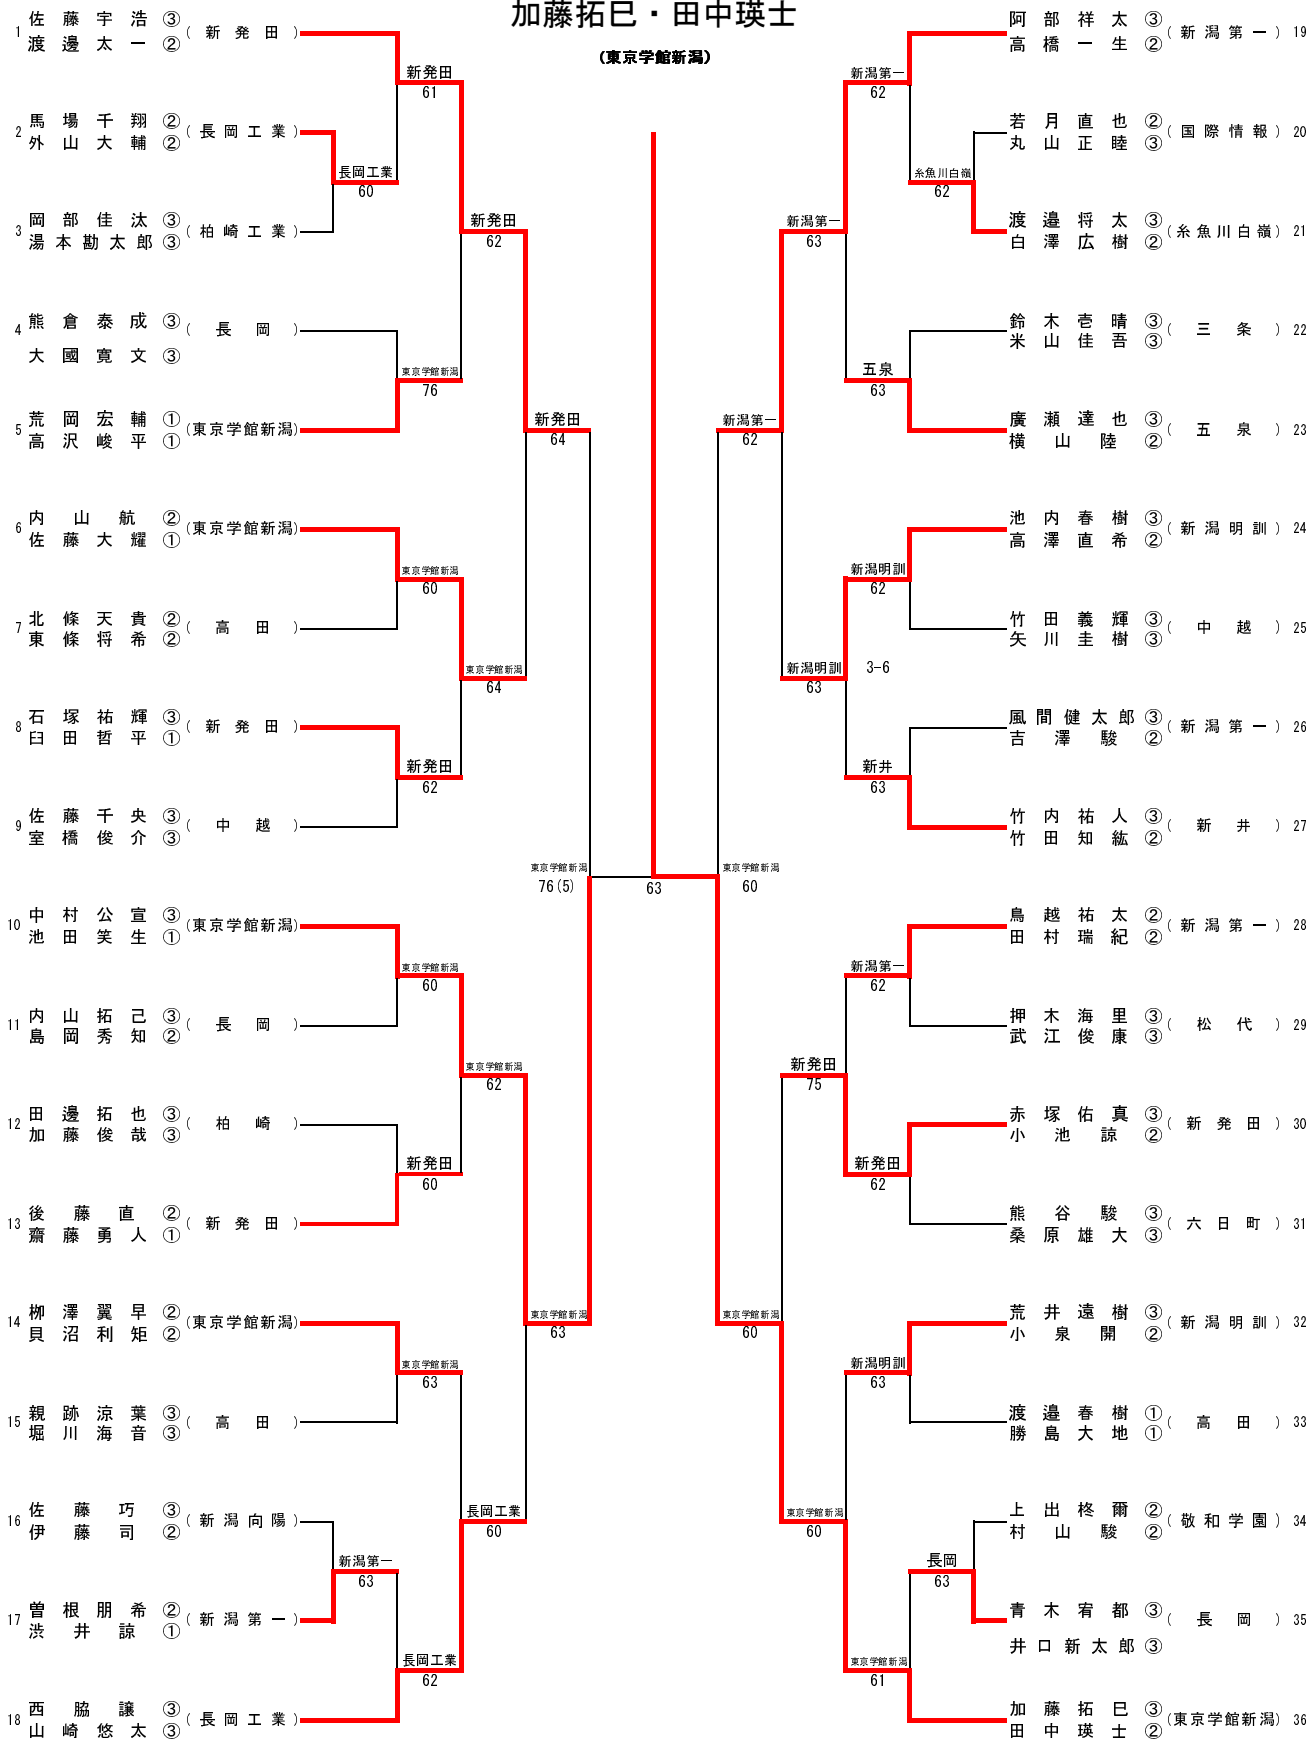 加藤拓巳・田中瑛士
(東京学館新潟)
1 佐藤宇浩③ (新発田)
渡邊太一②
新発田
61
2 馬場千翔② (長岡工業)
外山大輔②
長岡工業
60
3 岡部佳汰③ (柏崎工業)
湯本勘太郎③
新発田
62
4 熊倉泰成③ (長岡)
大國寛文③
東京学館新潟
76
5 荒岡宏輔① (東京学館新潟)
高沢峻平①
新発田
64
6 内山航② (東京学館新潟)
佐藤大耀①
東京学館新潟
60
7 北條天貴② (高田)
東條将希②
東京学館新潟
64
8 石塚祐輝③ (新発田)
臼田哲平①
新発田
62
9 佐藤千央③ (中越)
室橋俊介③
東京学館新潟
76(5)
10 中村公宣③ (東京学館新潟)
池田笑生①
東京学館新潟
60
11 内山拓己③ (長岡)
島岡秀知②
東京学館新潟
62
12 田邊拓也③ (柏崎)
加藤俊哉③
新発田
60
13 後藤直② (新発田)
齋藤勇人①
14 栁澤翼早② (東京学館新潟)
貝沼利矩②
東京学館新潟
63
東京学館新潟
63
15 親跡涼葉③ (高田)
堀川海音③
16 佐藤巧③ (新潟向陽)
伊藤司②
長岡工業
60
新潟第一
63
17 曽根朋希② (新潟第一)
渋井諒①
長岡工業
62
18 西脇譲③ (長岡工業)
山崎悠太③
63
阿部祥太③ (新潟第一) 19
高橋一生②
新潟第一
62
若月直也② (国際情報) 20
丸山正睦③
糸魚川白嶺
62
渡邉将太③ (糸魚川白嶺) 21
白澤広樹②
新潟第一
63
鈴木壱晴③ (三条) 22
米山佳吾③
五泉
63
廣瀬達也③ (五泉) 23
横山陸②
新潟第一
62
池内春樹③ (新潟明訓) 24
高澤直希②
新潟明訓
62
竹田義輝③ (中越) 25
矢川圭樹③
新潟明訓 3-6
63
風間健太郎③ (新潟第一) 26
吉澤駿②
新井
63
竹内祐人③ (新井) 27
竹田知紘②
東京学館新潟
60
鳥越祐太② (新潟第一) 28
田村瑞紀②
新潟第一
62
押木海里③ (松代) 29
武江俊康③
新発田
75
赤塚佑真③ (新発田) 30
小池諒②
新発田
62
熊谷駿③ (六日町) 31
桑原雄大③
東京学館新潟
60
荒井遠樹③ (新潟明訓) 32
小泉開②
新潟明訓
63
渡邉春樹① (高田) 33
勝島大地①
東京学館新潟
60
上出柊爾② (敬和学園) 34
村山駿②
長岡
63
青木宥都③ (長岡) 35
井口新太郎③
東京学館新潟
61
加藤拓巳③ (東京学館新潟) 36
田中瑛士②